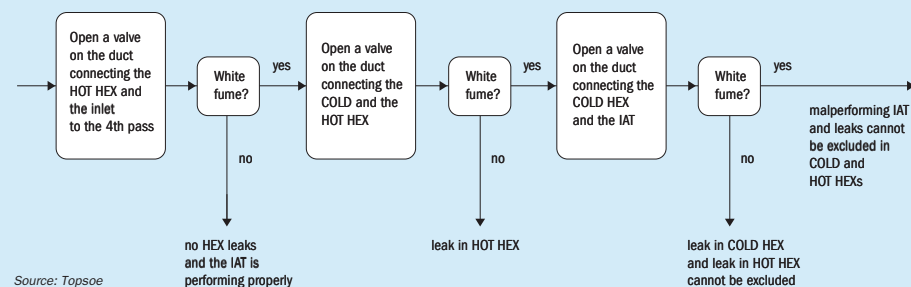 Open a valve
on the duct
connecting the
HOT HEX and
the inlet
to the 4th pass
White
fume?
yes
no
no HEX leaks
and the IAT is
performing properly
Open a valve
on the duct
connecting the
COLD and the
HOT HEX
White
fume?
yes
no
leak in HOT HEX
Open a valve
on the duct
connecting the
COLD HEX
and the IAT
White
fume?
yes
no
leak in COLD HEX
and leak in HOT HEX
cannot be excluded
malperforming IAT
and leaks cannot
be excluded in
COLD and
HOT HEXs
Source: Topsoe